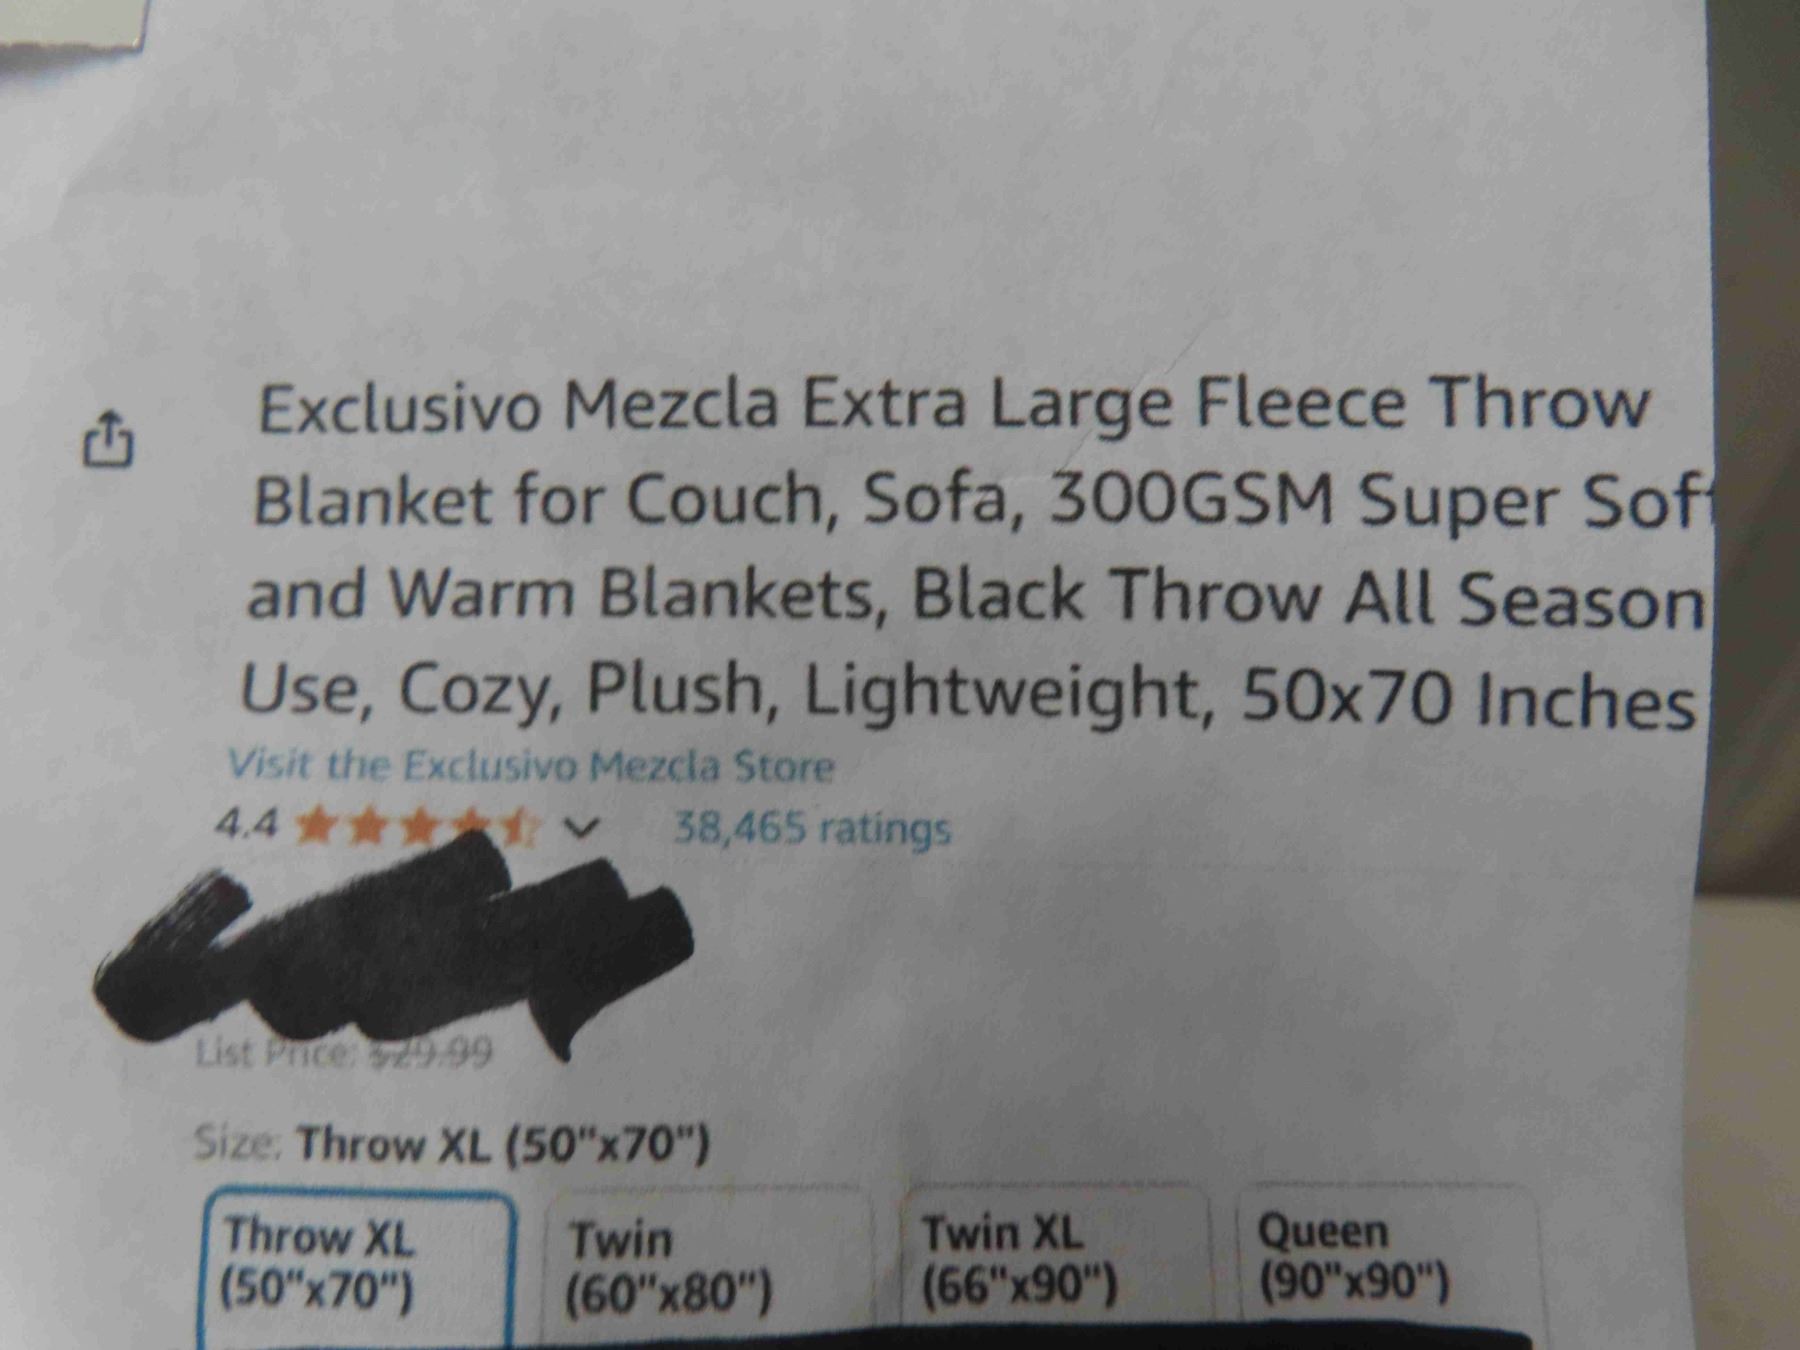 Exclusivo Mezcla Extra Large Fleece Throw
Blanket for Couch, Sofa, 300GSM Super Soft
and Warm Blankets, Black Throw All Season
Use, Cozy, Plush, Lightweight, 50x70 Inches
Visit the Exclusivo Mezcla Store
4.4 38,465 ratings
List Price: $29.99
Size: Throw XL (50"x70")
Throw XL Twin Twin XL Queen
(50"x70") (60"x80") (66"x90") (90"x90")